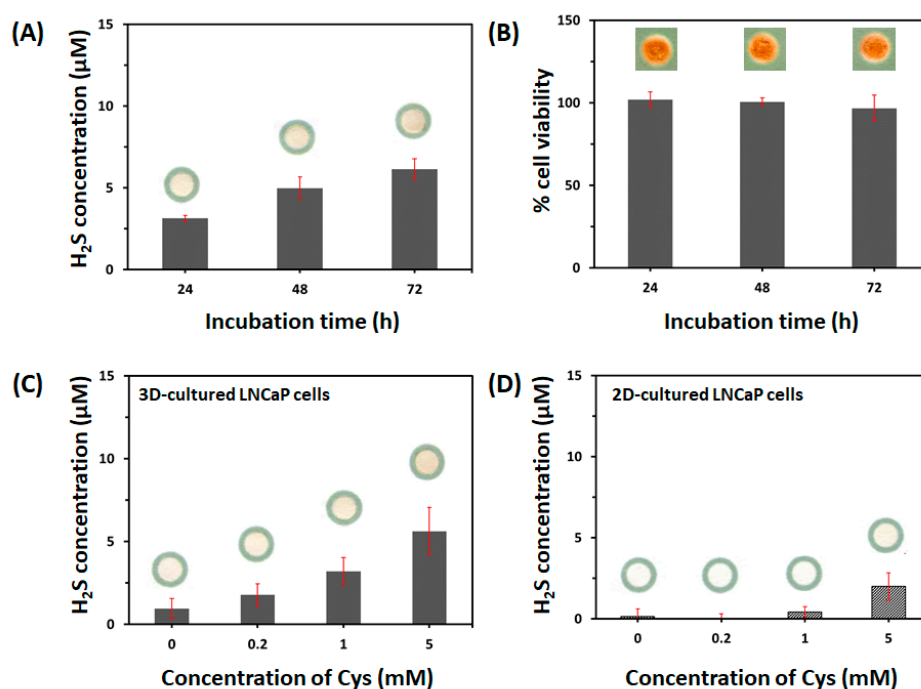 (A)
H₂S concentration (µM)
15
10
5
0
24 48 72
Incubation time (h)
(B)
% cell viability
150
100
50
0
24 48 72
Incubation time (h)
(C)
H₂S concentration (µM)
15
10
5
0
3D-cultured LNCaP cells
0 0.2 1 5
Concentration of Cys (mM)
(D)
H₂S concentration (µM)
15
10
5
0
2D-cultured LNCaP cells
0 0.2 1 5
Concentration of Cys (mM)